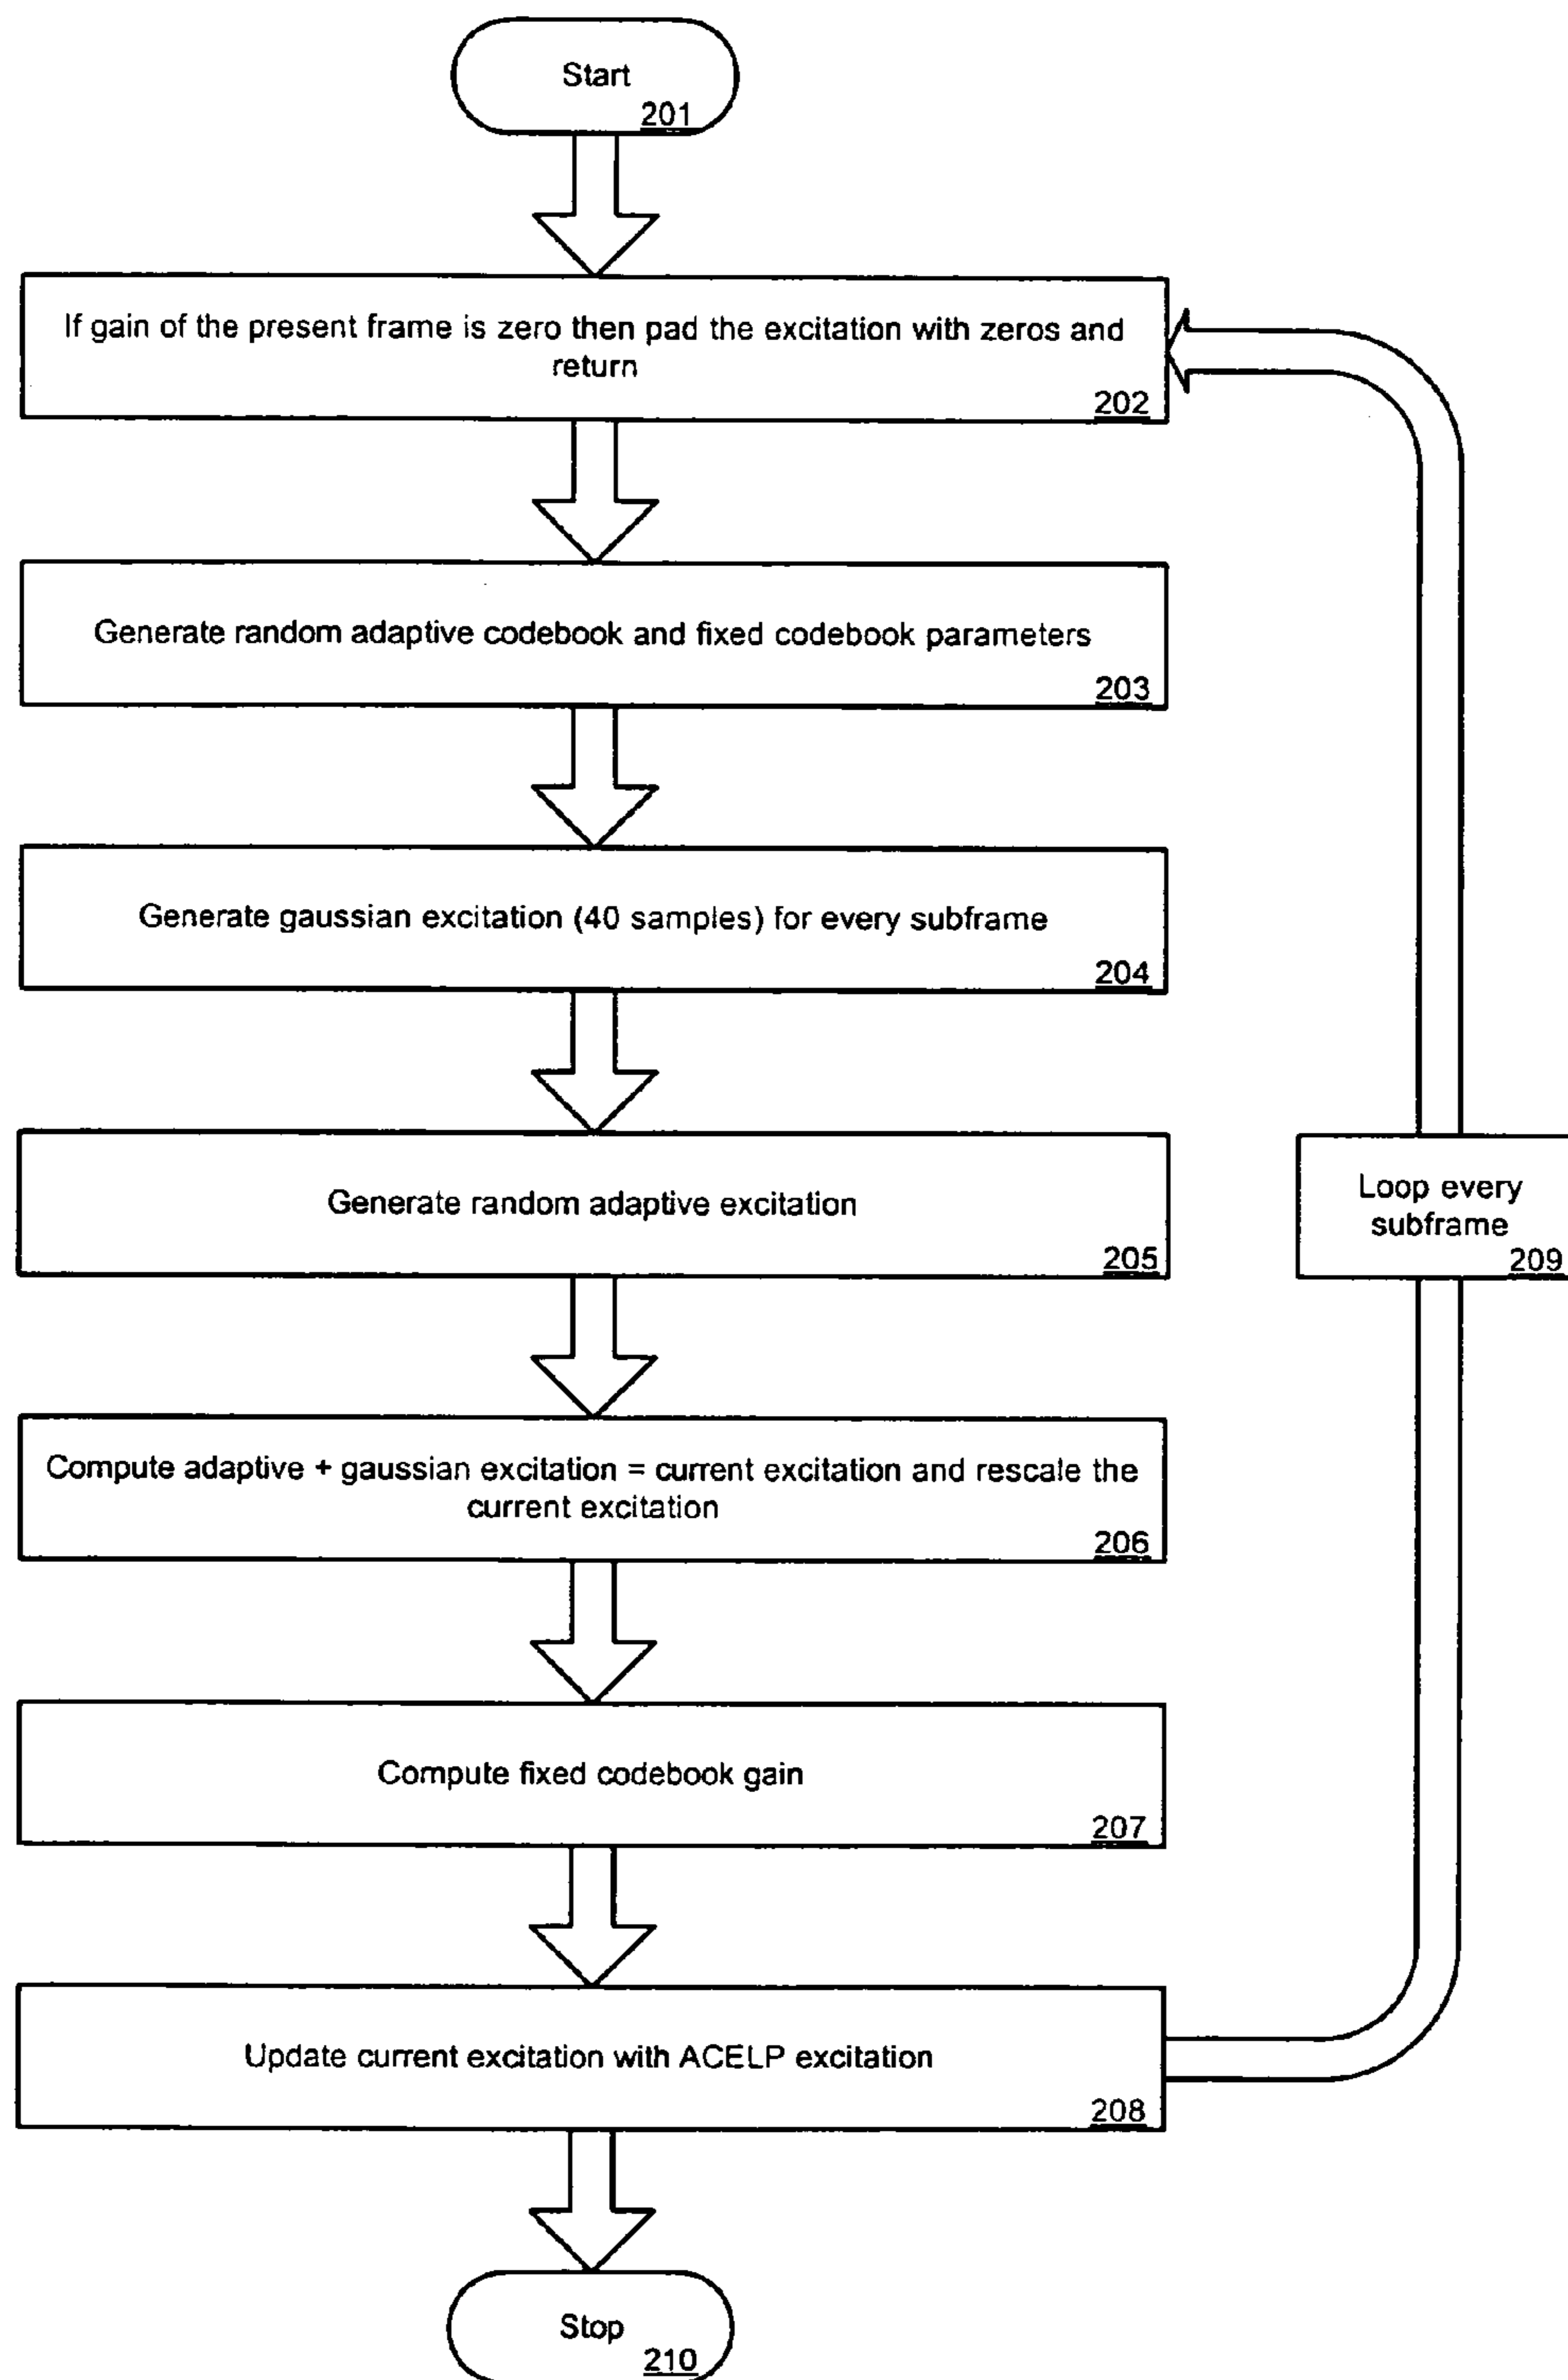 Start
201
If gain of the present frame is zero then pad the excitation with zeros and
return
202
Generate random adaptive codebook and fixed codebook parameters
203
Generate gaussian excitation (40 samples) for every subframe
204
Generate random adaptive excitation
205
Loop every
subframe
209
Compute adaptive + gaussian excitation = current excitation and rescale the
current excitation
206
Compute fixed codebook gain
207
Update current excitation with ACELP excitation
208
Stop
210